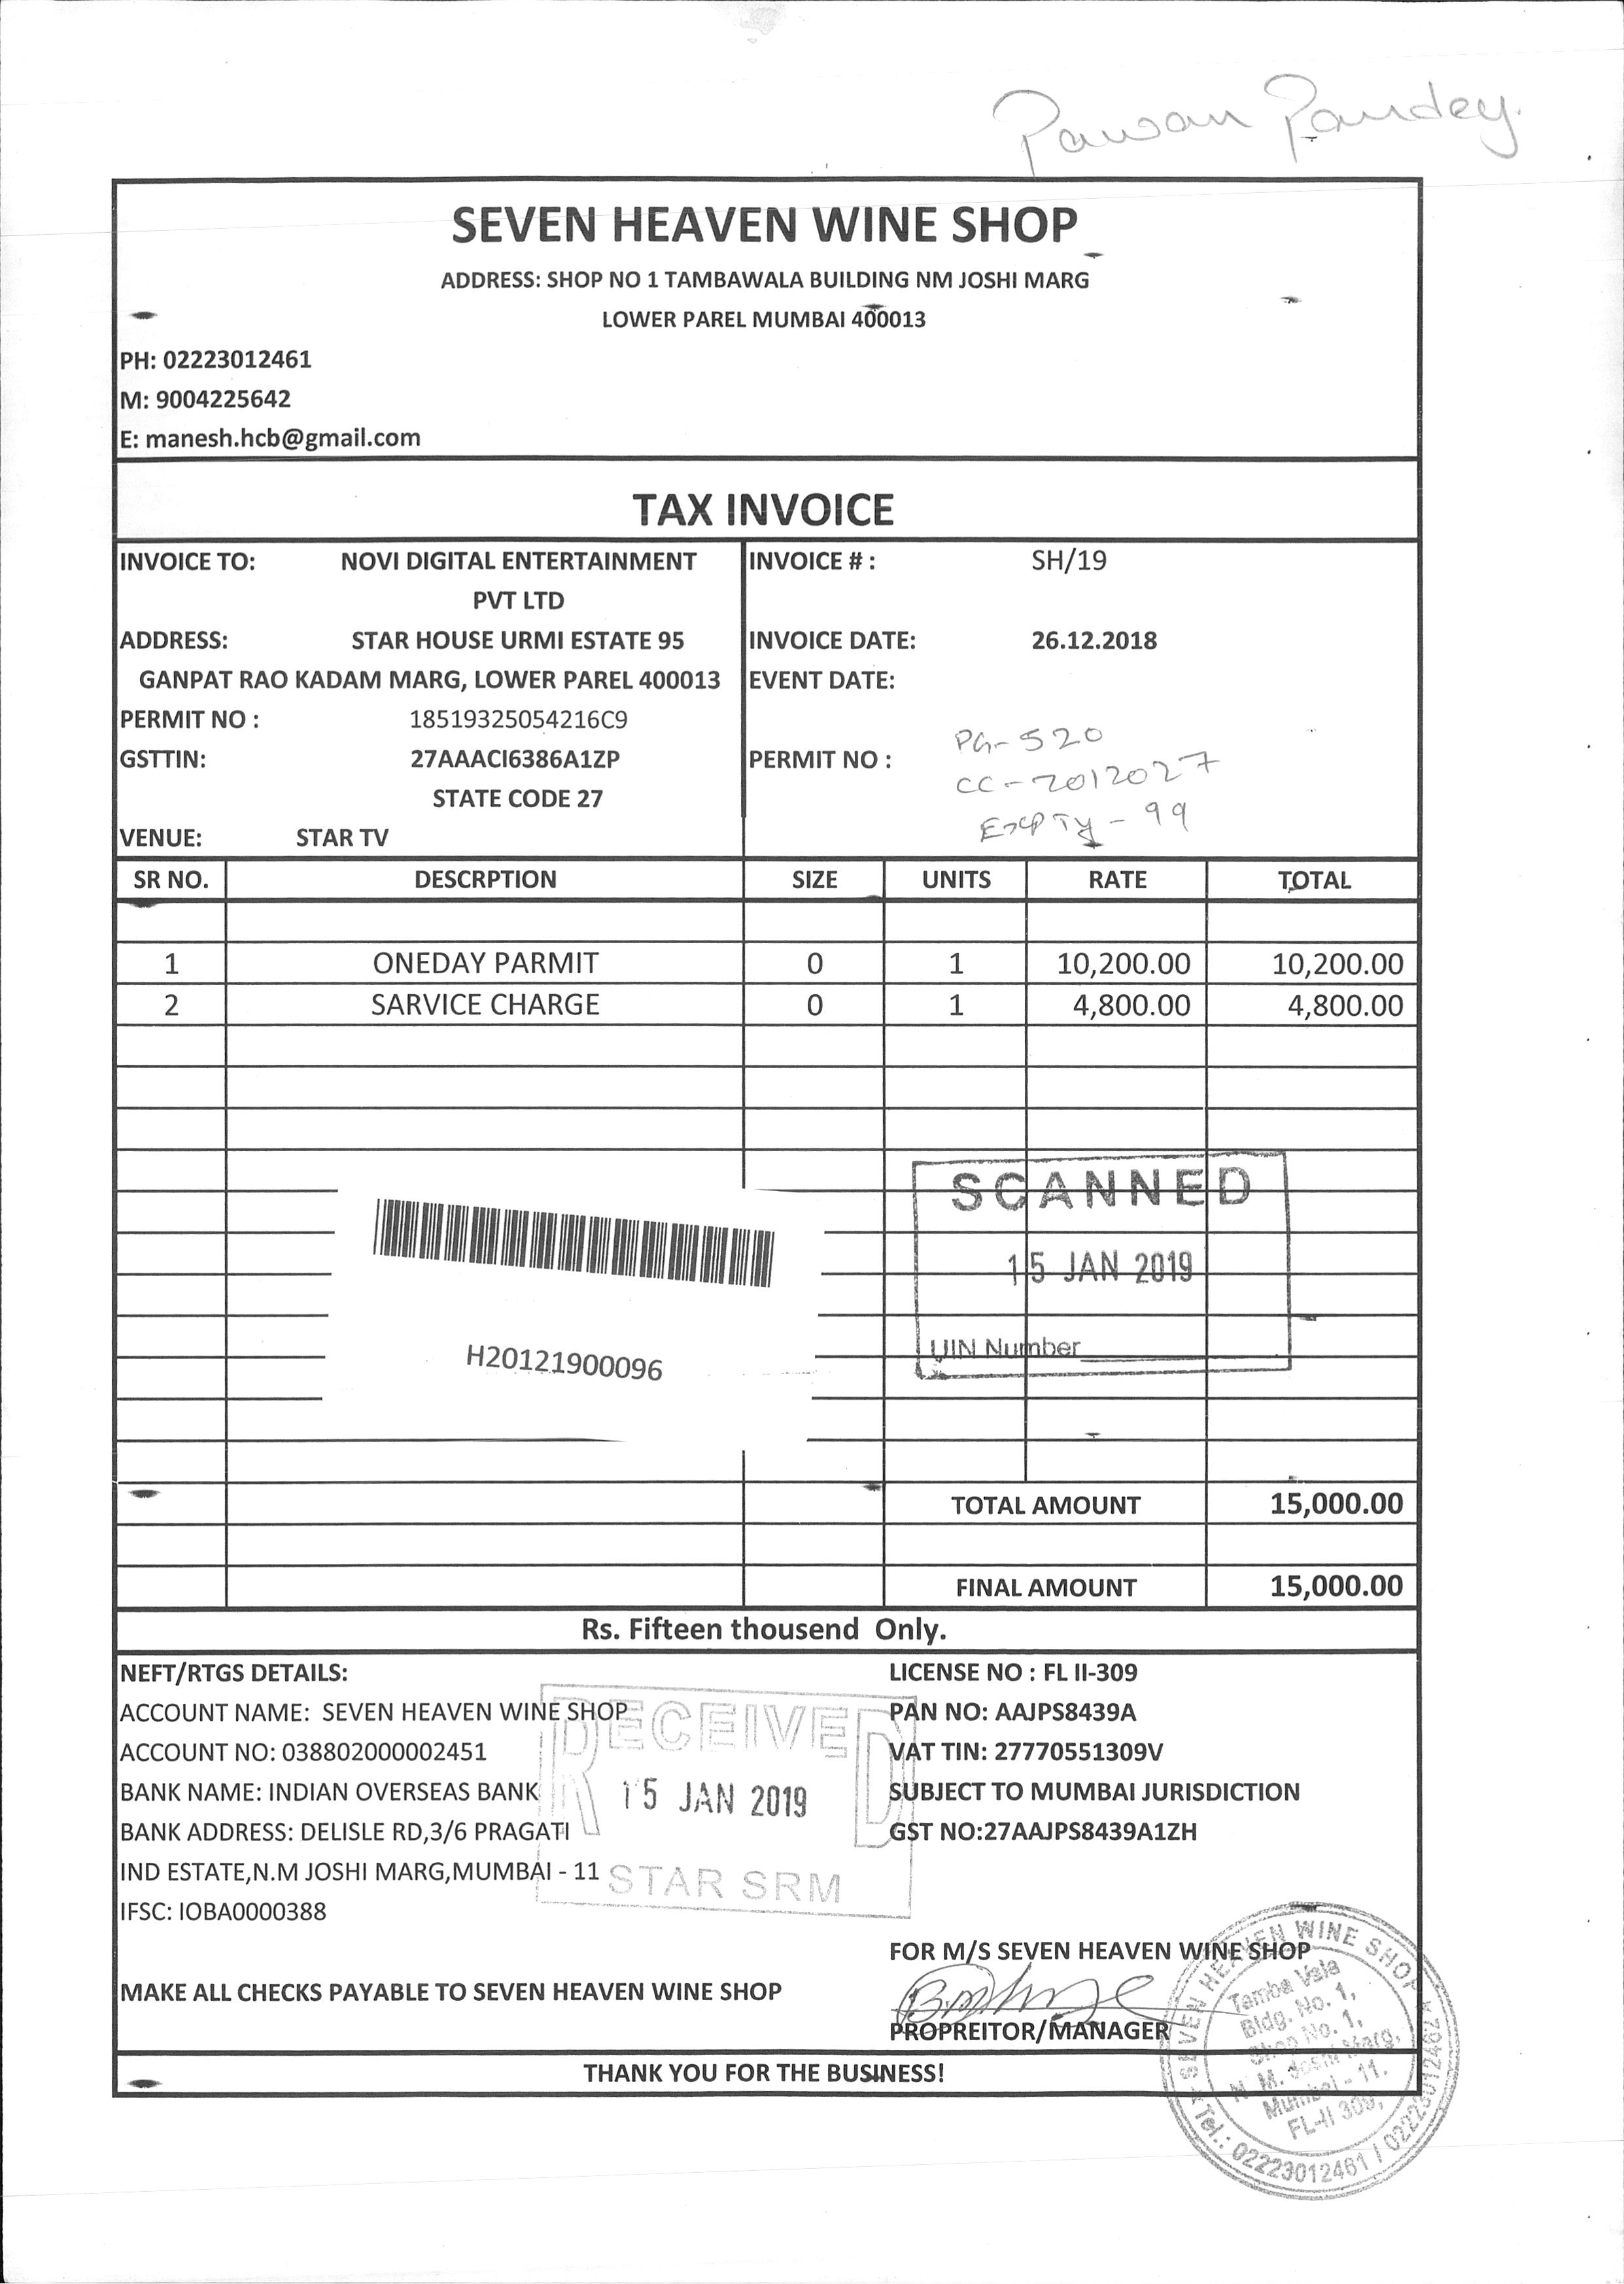 Pawan Pandey.
SEVEN HEAVEN WINE SHOP
ADDRESS: SHOP NO 1 TAMBAWALA BUILDING NM JOSHI MARG
LOWER PAREL MUMBAI 400013
PH: 02223012461
M: 9004225642
E: manesh.hcb@gmail.com
TAX INVOICE
INVOICE TO: NOVI DIGITAL ENTERTAINMENT INVOICE # : SH/19
PVT LTD
ADDRESS: STAR HOUSE URMI ESTATE 95 INVOICE DATE: 26.12.2018
GANPAT RAO KADAM MARG, LOWER PAREL 400013 EVENT DATE:
PERMIT NO : 18519325054216C9
PG-520
GSTTIN: 27AAACI6386A1ZP PERMIT NO :
CC-2012027
STATE CODE 27
99
VENUE: STAR TV
SR NO. DESCRPTION SIZE UNITS RATE TOTAL
1 ONEDAY PARMIT 0 1 10,200.00 10,200.00
2 SARVICE CHARGE 0 1 4,800.00 4,800.00
SCANNED
15 JAN 2019
UIN Number
H20121900096
TOTAL AMOUNT 15,000.00
FINAL AMOUNT 15,000.00
Rs. Fifteen thousend Only.
NEFT/RTGS DETAILS: LICENSE NO : FL II-309
ACCOUNT NAME: SEVEN HEAVEN WINE SHOP PAN NO: AAJPS8439A
ACCOUNT NO: 038802000002451 VAT TIN: 27770551309V
BANK NAME: INDIAN OVERSEAS BANK SUBJECT TO MUMBAI JURISDICTION
BANK ADDRESS: DELISLE RD,3/6 PRAGATI GST NO:27AAJPS8439A1ZH
IND ESTATE,N.M JOSHI MARG,MUMBAI - 11
IFSC: IOBA0000388
RECEIVED
15 JAN 2019
STAR SRM
FOR M/S SEVEN HEAVEN WINE SHOP
MAKE ALL CHECKS PAYABLE TO SEVEN HEAVEN WINE SHOP
PROPREITOR/MANAGER
THANK YOU FOR THE BUSINESS!
SEVEN HEAVEN WINE SHOP
Tamba Vala
Bldg. No. 1,
Shop No. 1,
N. M. Joshi Marg,
Mumbai - 11.
FL-II 309,
Tel.: 02223012461 / 02223012462